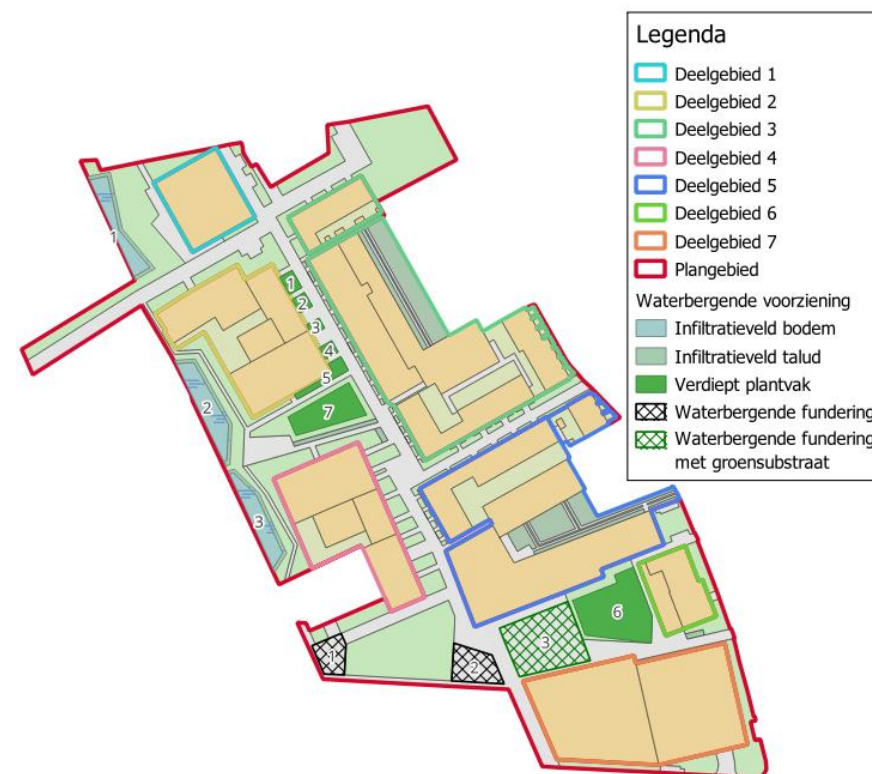 Legenda
Deelgebied 1
Deelgebied 2
Deelgebied 3
Deelgebied 4
Deelgebied 5
Deelgebied 6
Deelgebied 7
Plangebied
Waterbergende voorziening
Infiltratieveld bodem
Infiltratieveld talud
Verdiept plantvak
Waterbergende fundering
Waterbergende fundering
met groensubstraat
1
1
2
3
4
5
2
7
3
6
3
1
2